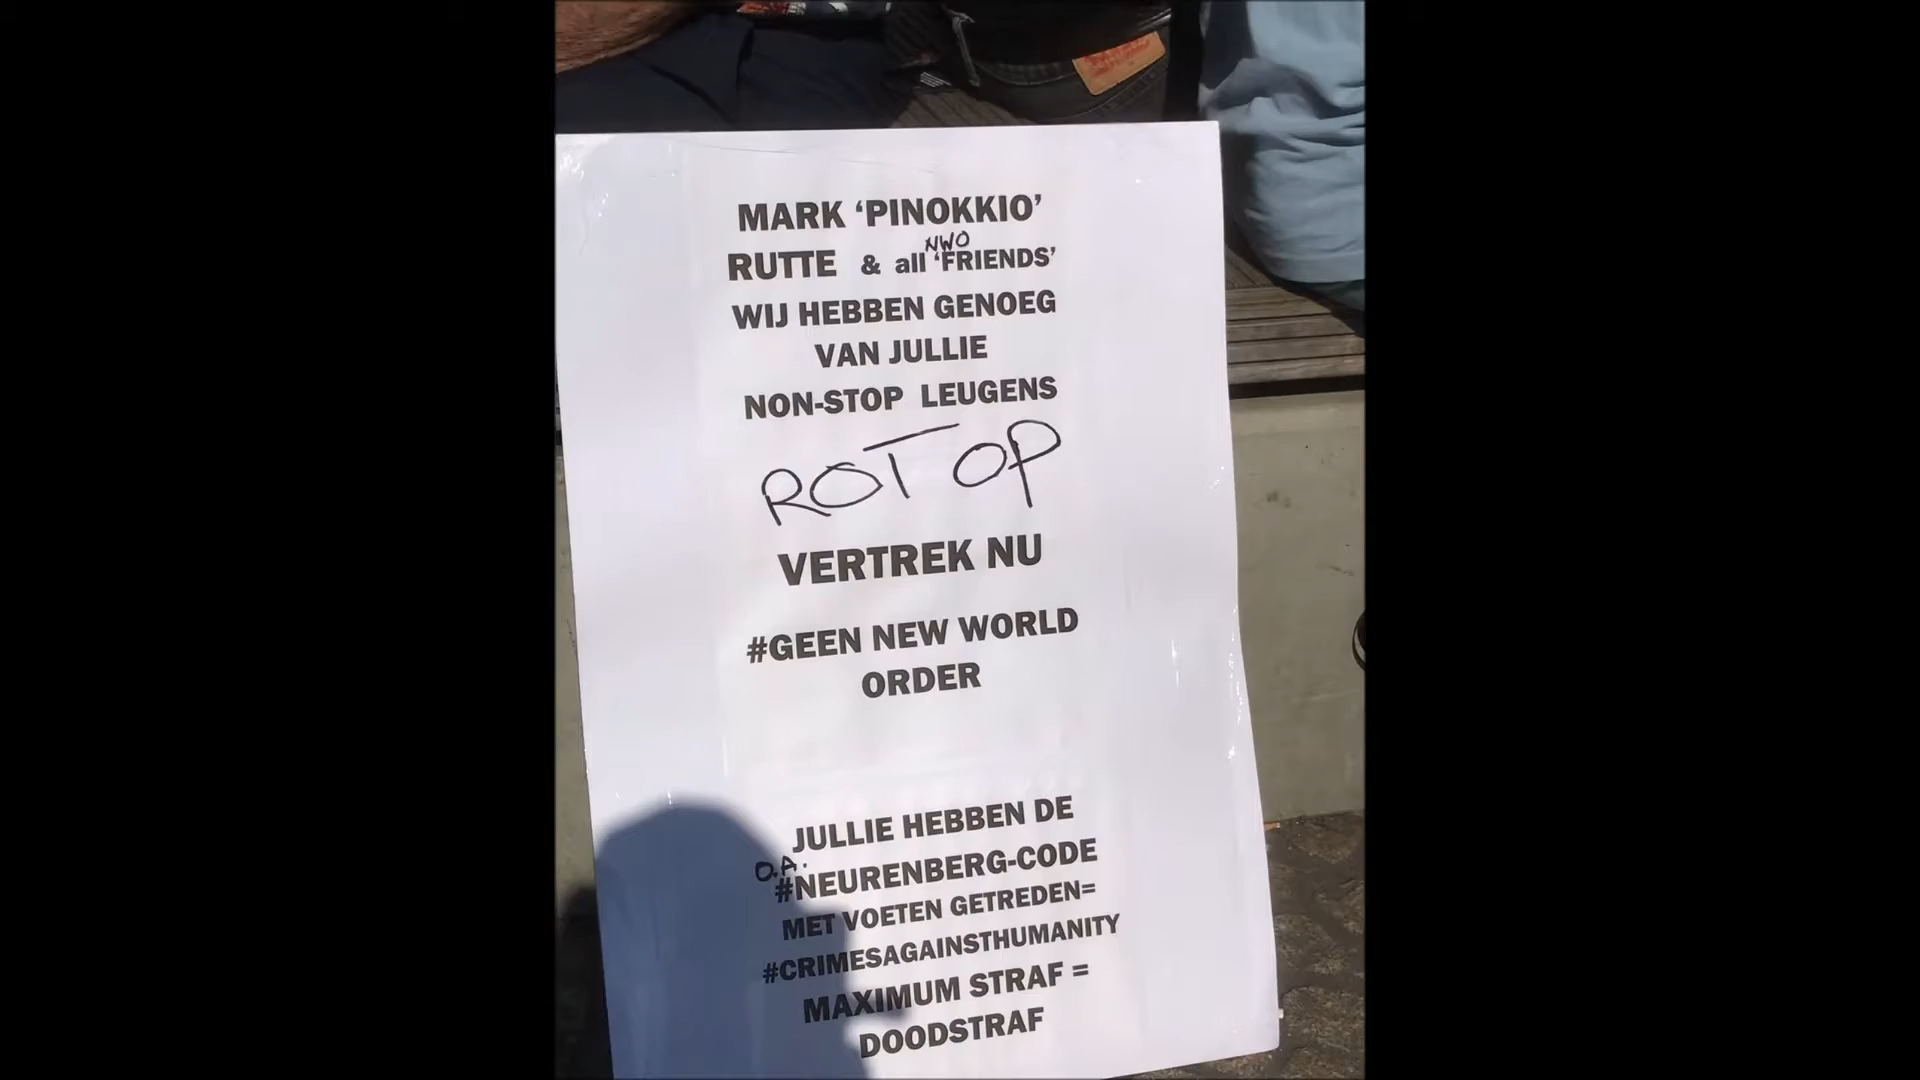 MARK ‘PINOKKIO’
NWO
RUTTE & all ‘FRIENDS’
WIJ HEBBEN GENOEG
VAN JULLIE
NON-STOP LEUGENS
ROT OP
VERTREK NU
#GEEN NEW WORLD
ORDER
JULLIE HEBBEN DE
O.A.
#NEURENBERG-CODE
MET VOETEN GETREDEN=
#CRIMESAGAINSTHUMANITY
MAXIMUM STRAF =
DOODSTRAF